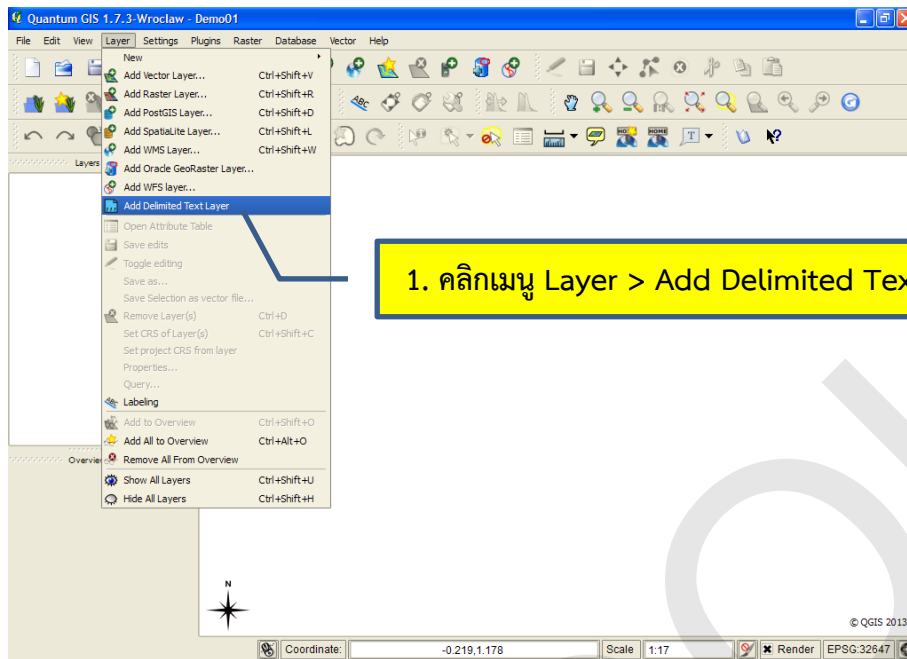 Quantum GIS 1.7.3-Wroclaw - Demo01
File Edit View Layer Settings Plugins Raster Database Vector Help
New
Add Vector Layer... Ctrl+Shift+V
Add Raster Layer... Ctrl+Shift+R
Add PostGIS Layer... Ctrl+Shift+D
Add SpatiaLite Layer... Ctrl+Shift+L
Add WMS Layer... Ctrl+Shift+W
Add Oracle GeoRaster Layer...
Add WFS layer...
Add Delimited Text Layer
Open Attribute Table
Save edits
Toggle editing
Save as...
Save Selection as vector file...
Remove Layer(s) Ctrl+D
Set CRS of Layer(s) Ctrl+Shift+C
Set project CRS from layer
Properties...
Query...
Labeling
Add to Overview Ctrl+Shift+O
Add All to Overview Ctrl+Alt+O
Remove All From Overview
Show All Layers Ctrl+Shift+U
Hide All Layers Ctrl+Shift+H
Layers
Overvie
1. คลิกเมนู Layer > Add Delimited Tex
N
© QGIS 2013
Coordinate: -0.219,1.178 Scale 1:17 Render EPSG:32647